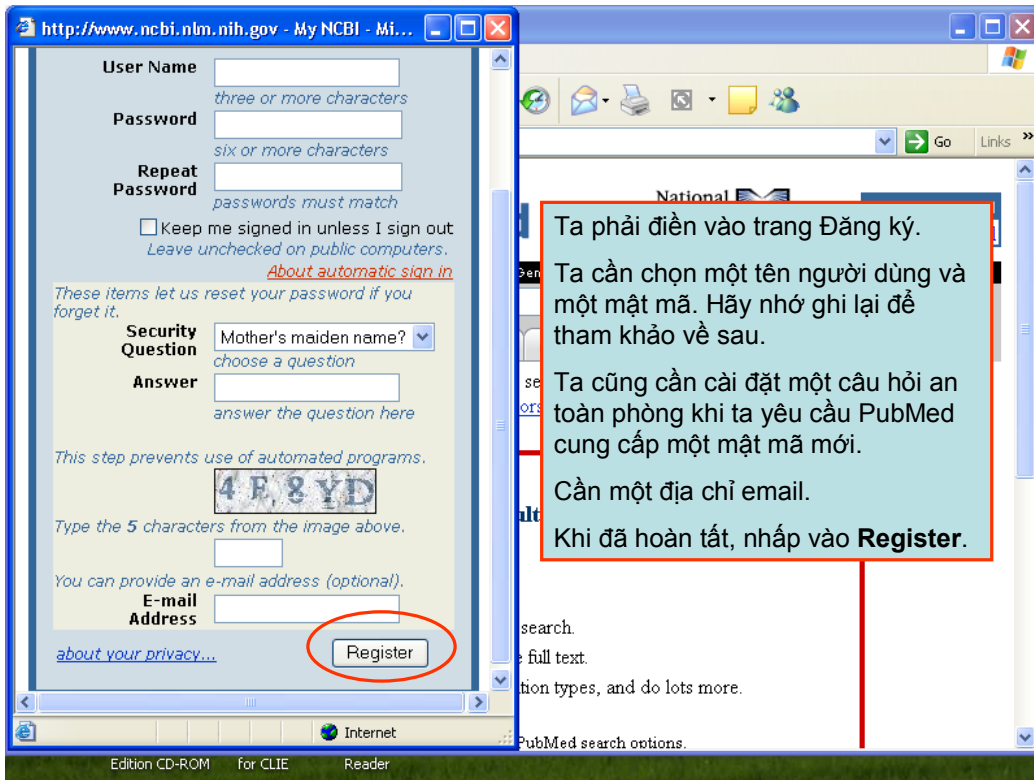 http://www.ncbi.nlm.nih.gov - My NCBI - Mi...
User Name
three or more characters
Password
six or more characters
Repeat
Password
passwords must match
Keep me signed in unless I sign out
Leave unchecked on public computers.
About automatic sign in
These items let us reset your password if you
forget it.
Security
Question
Mother's maiden name?
choose a question
Answer
answer the question here
This step prevents use of automated programs.
4 F 8 YD
Type the 5 characters from the image above.
You can provide an e-mail address (optional).
E-mail
Address
about your privacy...
Register
Internet
Go
Links
National
Ta phải điền vào trang Đăng ký.
Ta cần chọn một tên người dùng và
một mật mã. Hãy nhớ ghi lại để
tham khảo về sau.
Ta cũng cần cài đặt một câu hỏi an
toàn phòng khi ta yêu cầu PubMed
cung cấp một mật mã mới.
Cần một địa chỉ email.
Khi đã hoàn tất, nhấp vào Register.
search.
full text.
tion types, and do lots more.
PubMed search options.
Edition CD-ROM
for CLIE
Reader